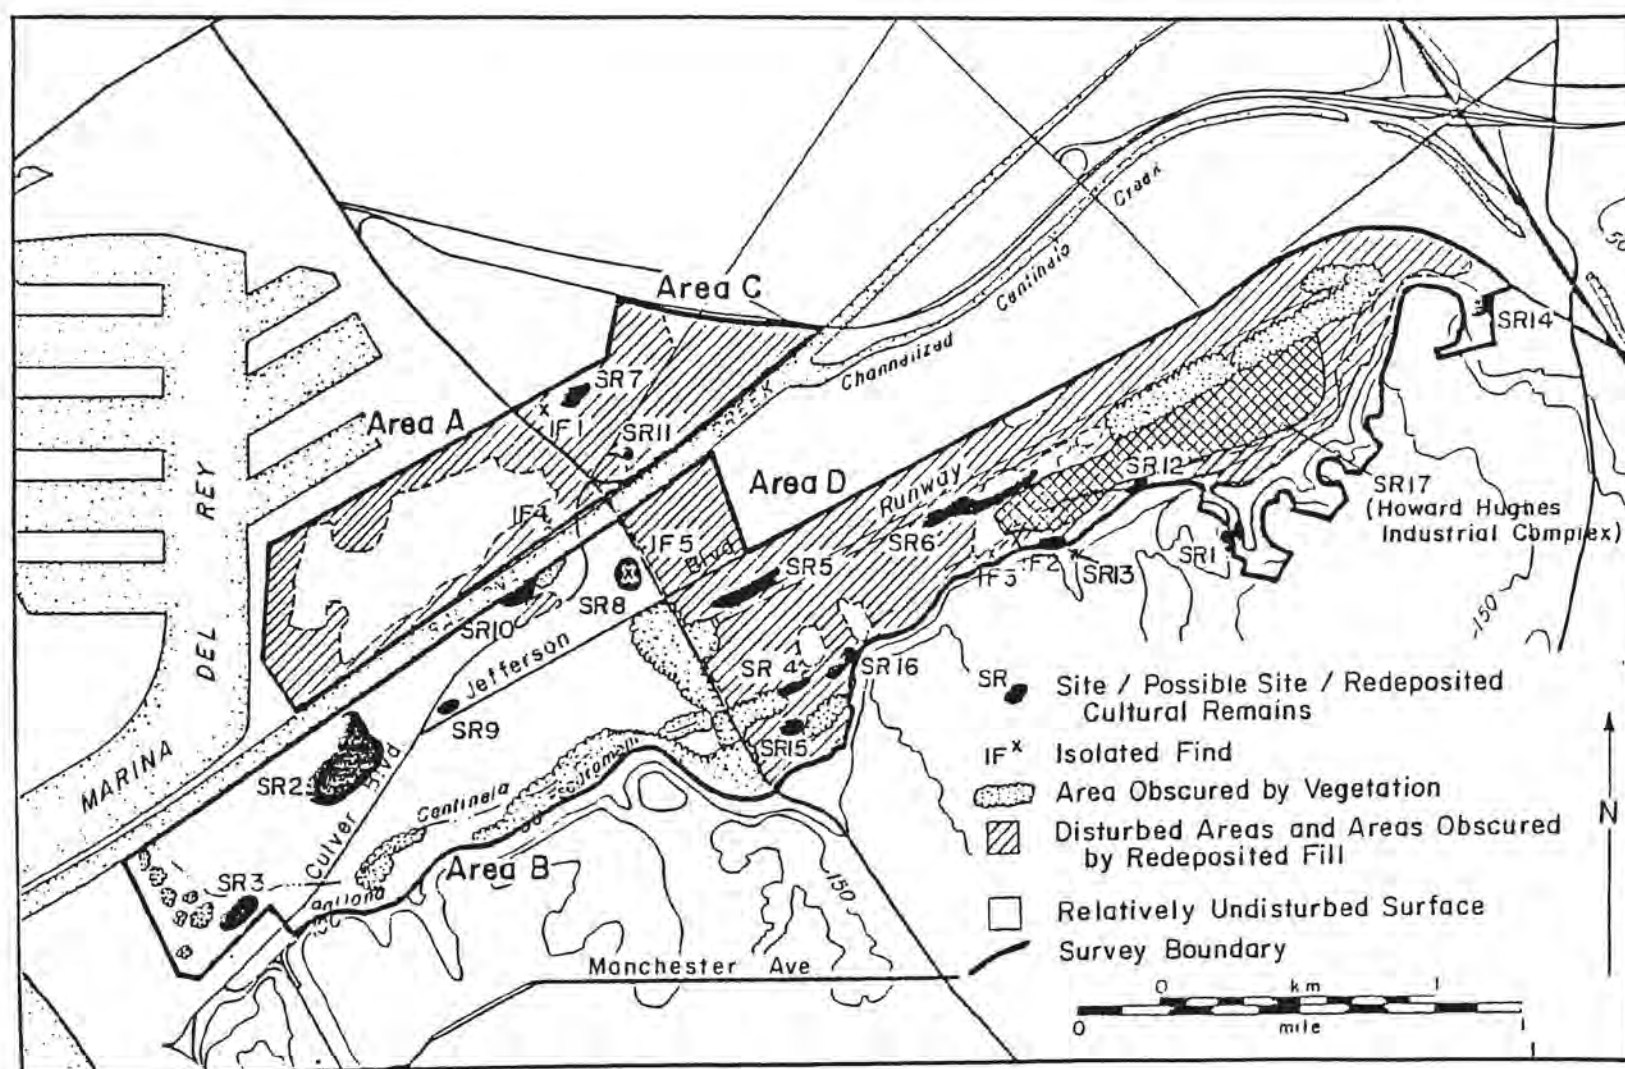 Area C
Centinela
Creek
Channelized
50
SR14
SR7
IF1
Area A
SR11
Area D
Runway
SR12
SR17
(Howard Hughes
Industrial Complex)
IF4
IF5
Blvd
SR6
SR5
IF3
IF2
SR13
SR1
150
SR8
SR10
Jefferson
SR4
SR16
SR9
SR15
MARINA
DEL REY
SR2
Culver
Blvd
Centinela
SR3
Area B
150
Manchester Ave
SR
Site / Possible Site / Redeposited
Cultural Remains
IF x
Isolated Find
Area Obscured by Vegetation
Disturbed Areas and Areas Obscured
by Redeposited Fill
Relatively Undisturbed Surface
Survey Boundary
N
0 km 1
0 mile 1